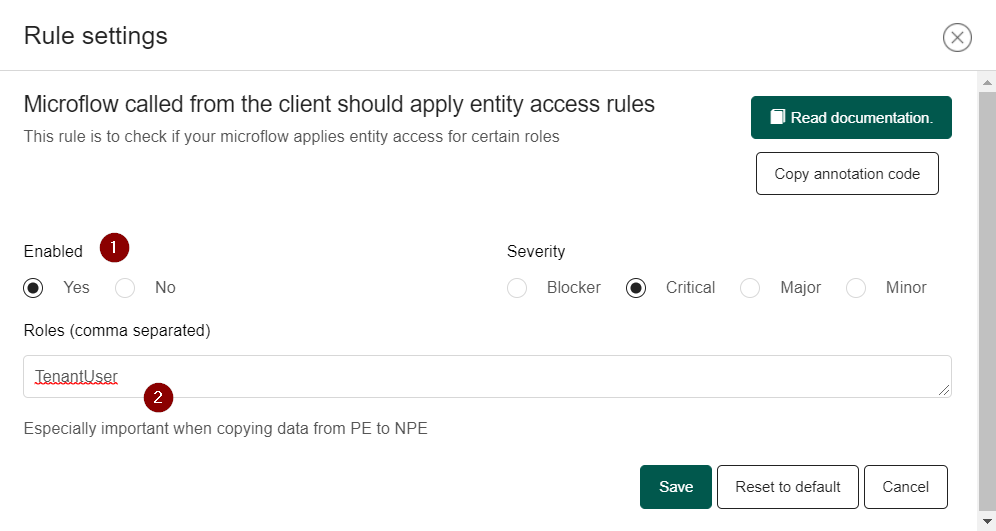 Rule settings
Microflow called from the client should apply entity access rules
This rule is to check if your microflow applies entity access for certain roles
Read documentation.
Copy annotation code
Enabled 1
Severity
Yes No
Blocker Critical Major Minor
Roles (comma separated)
TenantUser
2
Especially important when copying data from PE to NPE
Save Reset to default Cancel